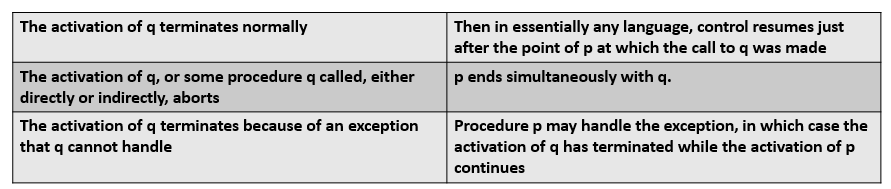 The activation of q terminates normally
Then in essentially any language, control resumes just
after the point of p at which the call to q was made
The activation of q, or some procedure q called, either
directly or indirectly, aborts
p ends simultaneously with q.
The activation of q terminates because of an exception
that q cannot handle
Procedure p may handle the exception, in which case the
activation of q has terminated while the activation of p
continues